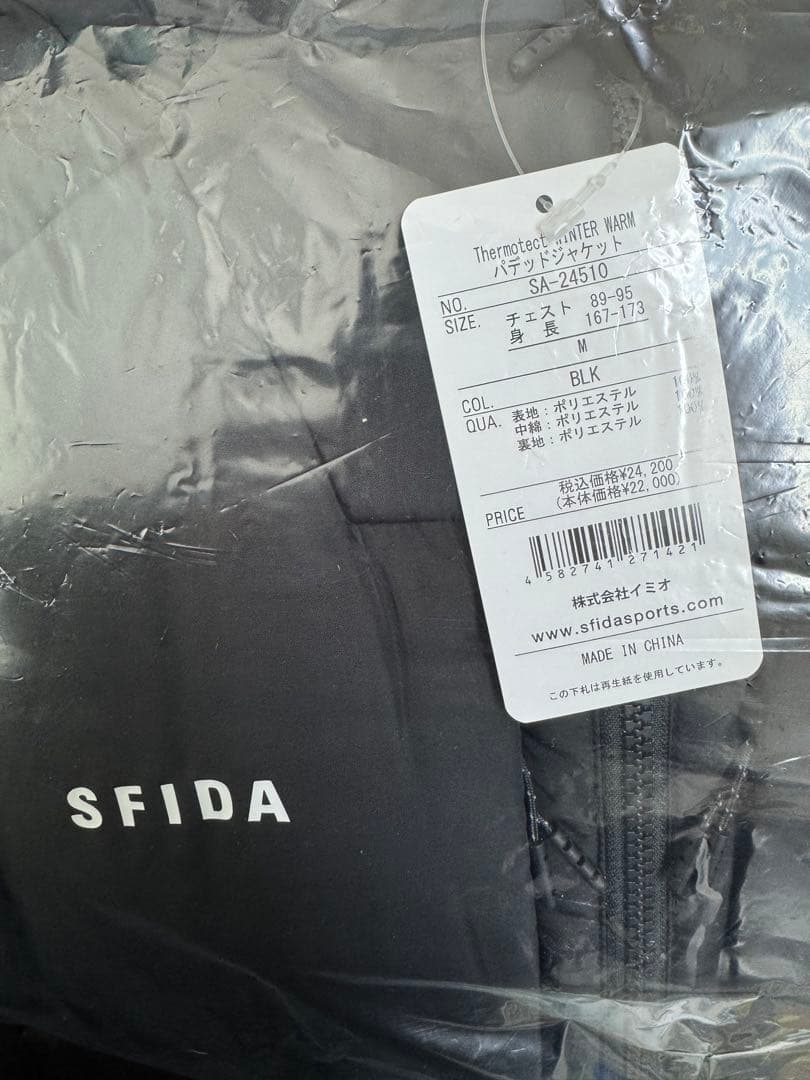 Thermotect WINTER WARM
パデッドジャケット
NO. SA-24510
SIZE. チェスト 89-95
身長 167-173
M
COL. BLK
QUA. 表地:ポリエステル 100%
中綿:ポリエステル 100%
裏地:ポリエステル 100%
税込価格¥24,200
PRICE (本体価格¥22,000)
4 582741 271421
株式会社イミオ
www.sfidasports.com
MADE IN CHINA
この下札は再生紙を使用しています。
SFIDA